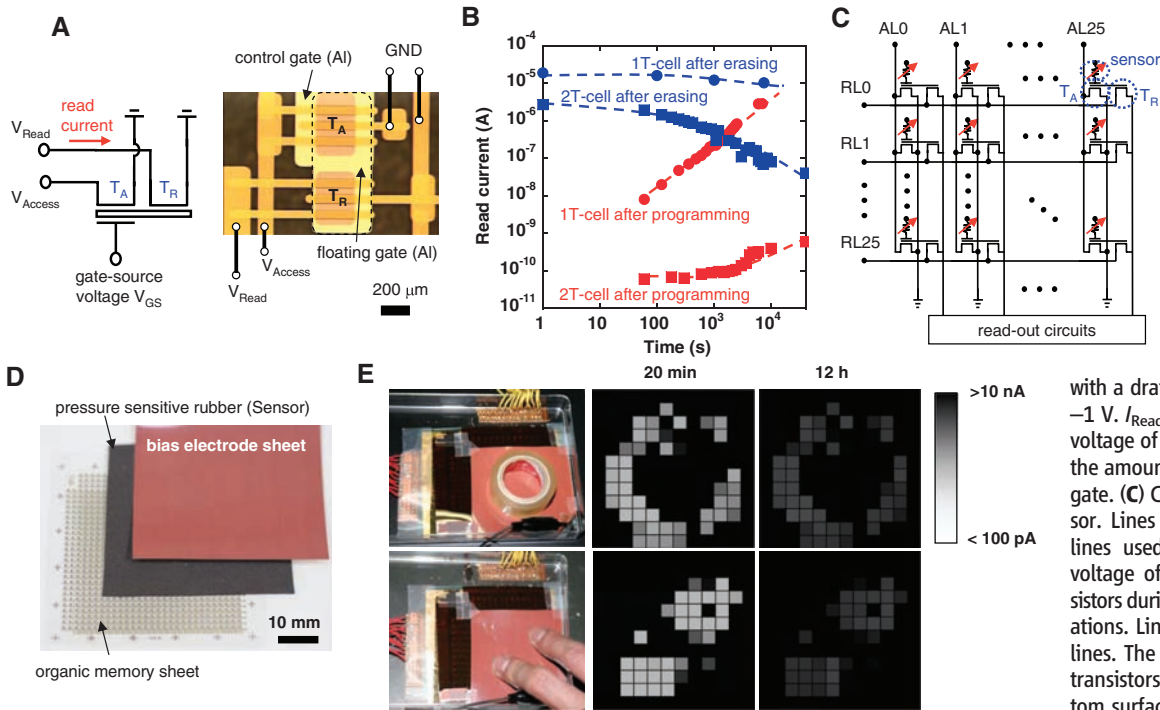 A
control gate (Al)
GND
read
current
V_Read
V_Access
T_A
T_R
gate-source
voltage V_GS
T_A
T_R
floating gate (Al)
V_Access
V_Read
200 μm
B
Read current (A)
10^-4
10^-5
10^-6
10^-7
10^-8
10^-9
10^-10
10^-11
1T-cell after erasing
2T-cell after erasing
1T-cell after programming
2T-cell after programming
1
10
100
10^3
10^4
Time (s)
C
AL0
AL1
AL25
sensor
T_A
T_R
RL0
RL1
RL25
read-out circuits
D
pressure sensitive rubber (Sensor)
bias electrode sheet
10 mm
organic memory sheet
E
20 min
12 h
>10 nA
< 100 pA
with a dra
–1 V. I_Read
voltage of
the amoun
gate. (C) C
sor. Lines
lines used
voltage of
sistors duri
ations. Lin
lines. The
transistors
tom surfa